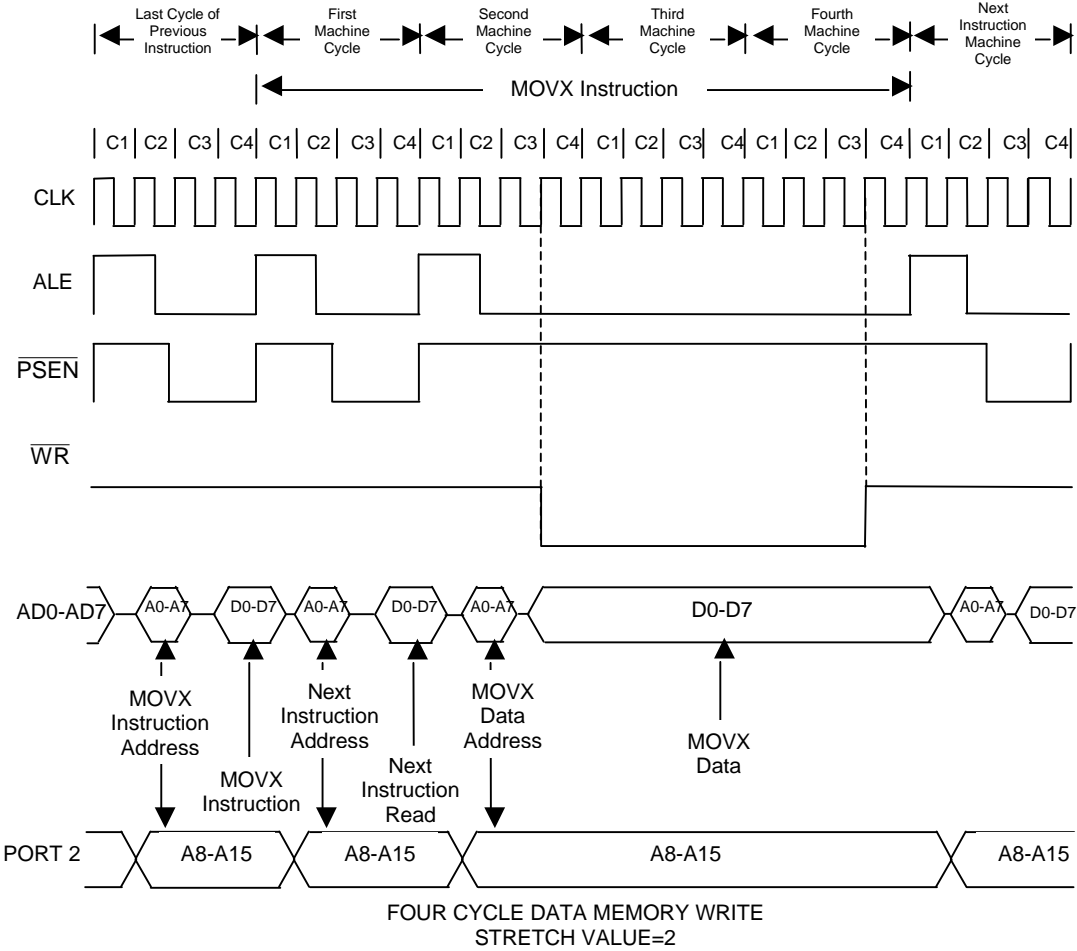 Last Cycle of
Previous
Instruction
First
Machine
Cycle
Second
Machine
Cycle
Third
Machine
Cycle
Fourth
Machine
Cycle
Next
Instruction
Machine
Cycle
MOVX Instruction
C1 C2 C3 C4 C1 C2 C3 C4 C1 C2 C3 C4 C1 C2 C3 C4 C1 C2 C3 C4 C1 C2 C3 C4
CLK
ALE
PSEN
WR
AD0-AD7 A0-A7 D0-D7 A0-A7 D0-D7 A0-A7 D0-D7 A0-A7 D0-D7
MOVX
Instruction
Address
MOVX
Instruction
Next
Instruction
Address
Next
Instruction
Read
MOVX
Data
Address
MOVX
Data
PORT 2 A8-A15 A8-A15 A8-A15 A8-A15
FOUR CYCLE DATA MEMORY WRITE
STRETCH VALUE=2